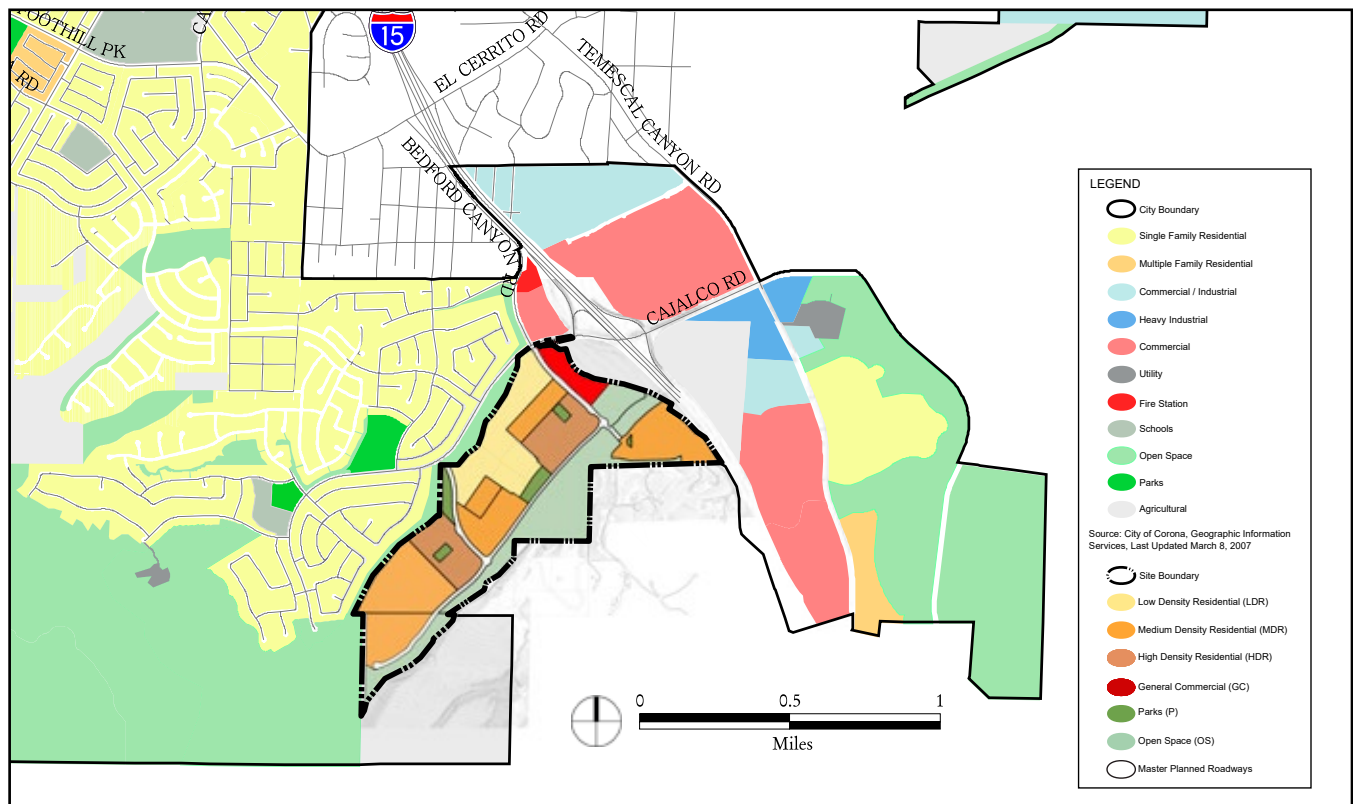 FOOTHILL PK
CA
RD
15
EL CERRITO RD
TEMESCAL CANYON RD
BEDFORD CANYON RD
CAJALCO RD
LEGEND
City Boundary
Single Family Residential
Multiple Family Residential
Commercial / Industrial
Heavy Industrial
Commercial
Utility
Fire Station
Schools
Open Space
Parks
Agricultural
Source: City of Corona, Geographic Information
Services, Last Updated March 8, 2007
Site Boundary
Low Density Residential (LDR)
Medium Density Residential (MDR)
High Density Residential (HDR)
General Commercial (GC)
Parks (P)
Open Space (OS)
Master Planned Roadways
0 0.5 1
Miles